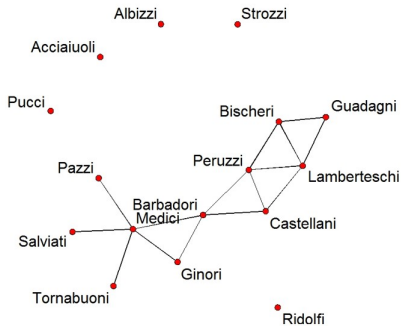 Albizzi
Strozzi
Acciaiuoli
Pucci
Bischeri
Guadagni
Pazzi
Peruzzi
Lamberteschi
Barbadori
Medici
Castellani
Salviati
Ginori
Tornabuoni
Ridolfi